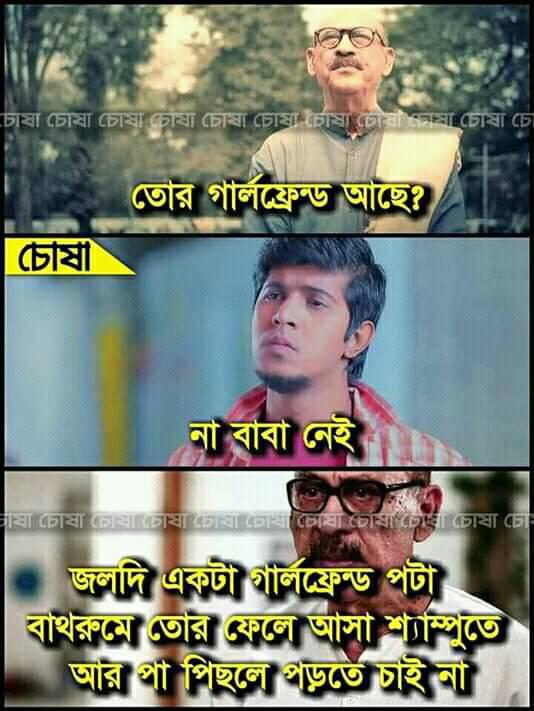 চোষা চোষা চোষা চোষা চোষা চোষা চোষা চোষা চোষা চো
তোর গার্লফ্রেন্ড আছে?
চোষা
না বাবা নেই
চোষা চোষা চোষা চোষা চোষা চোষা চোষা চোষা চোষা
জলদি একটা গার্লফ্রেন্ড পটা
বাথরুমে তোর ফেলে আসা শ্যাম্পুতে
আর পা পিছলে পড়তে চাই না